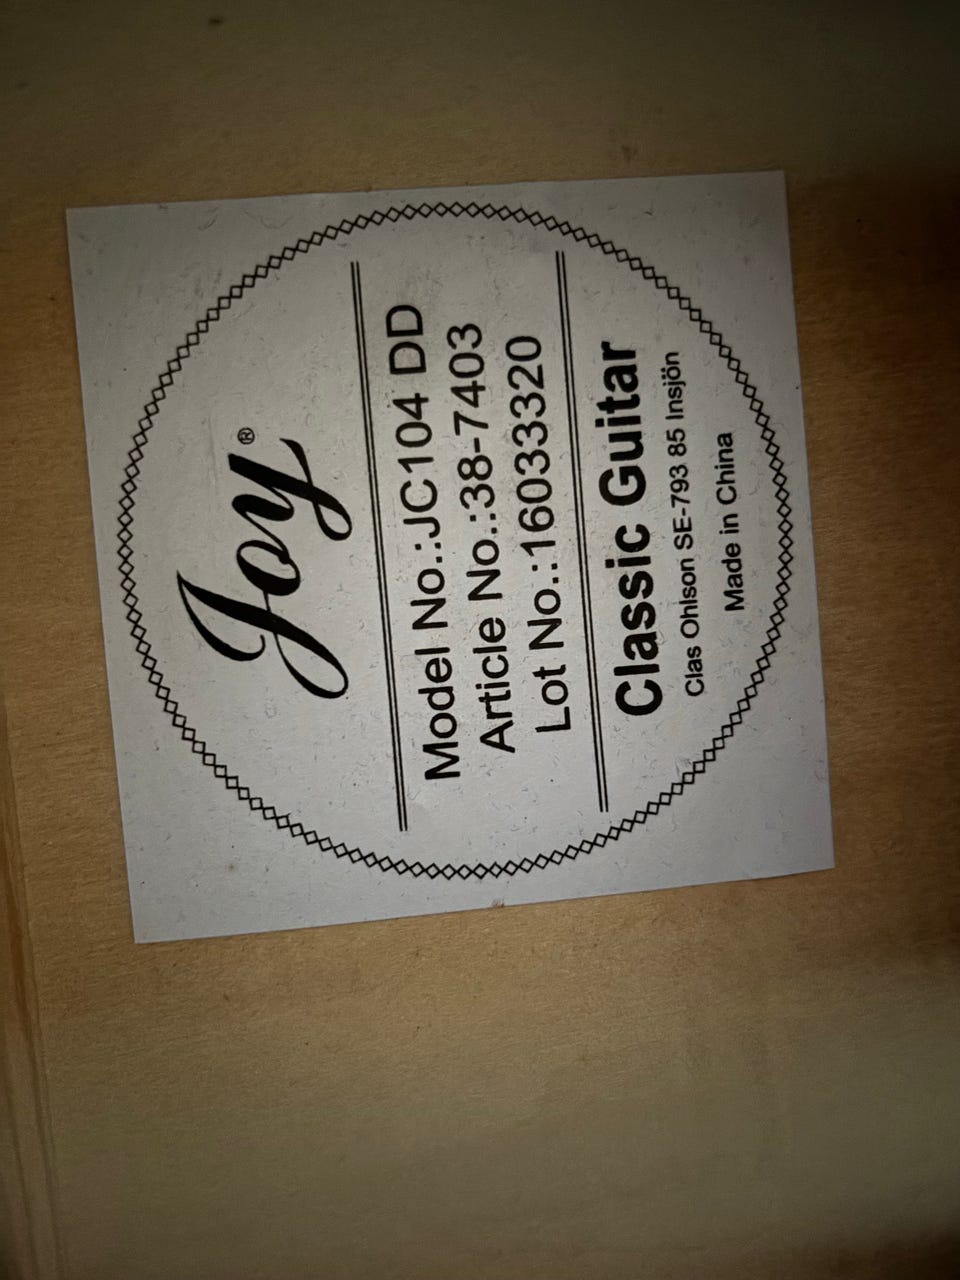 Joy®
Model No.:JC104 DD
Article No.:38-7403
Lot No.:16033320
Classic Guitar
Clas Ohlson SE-793 85 Insjön
Made in China